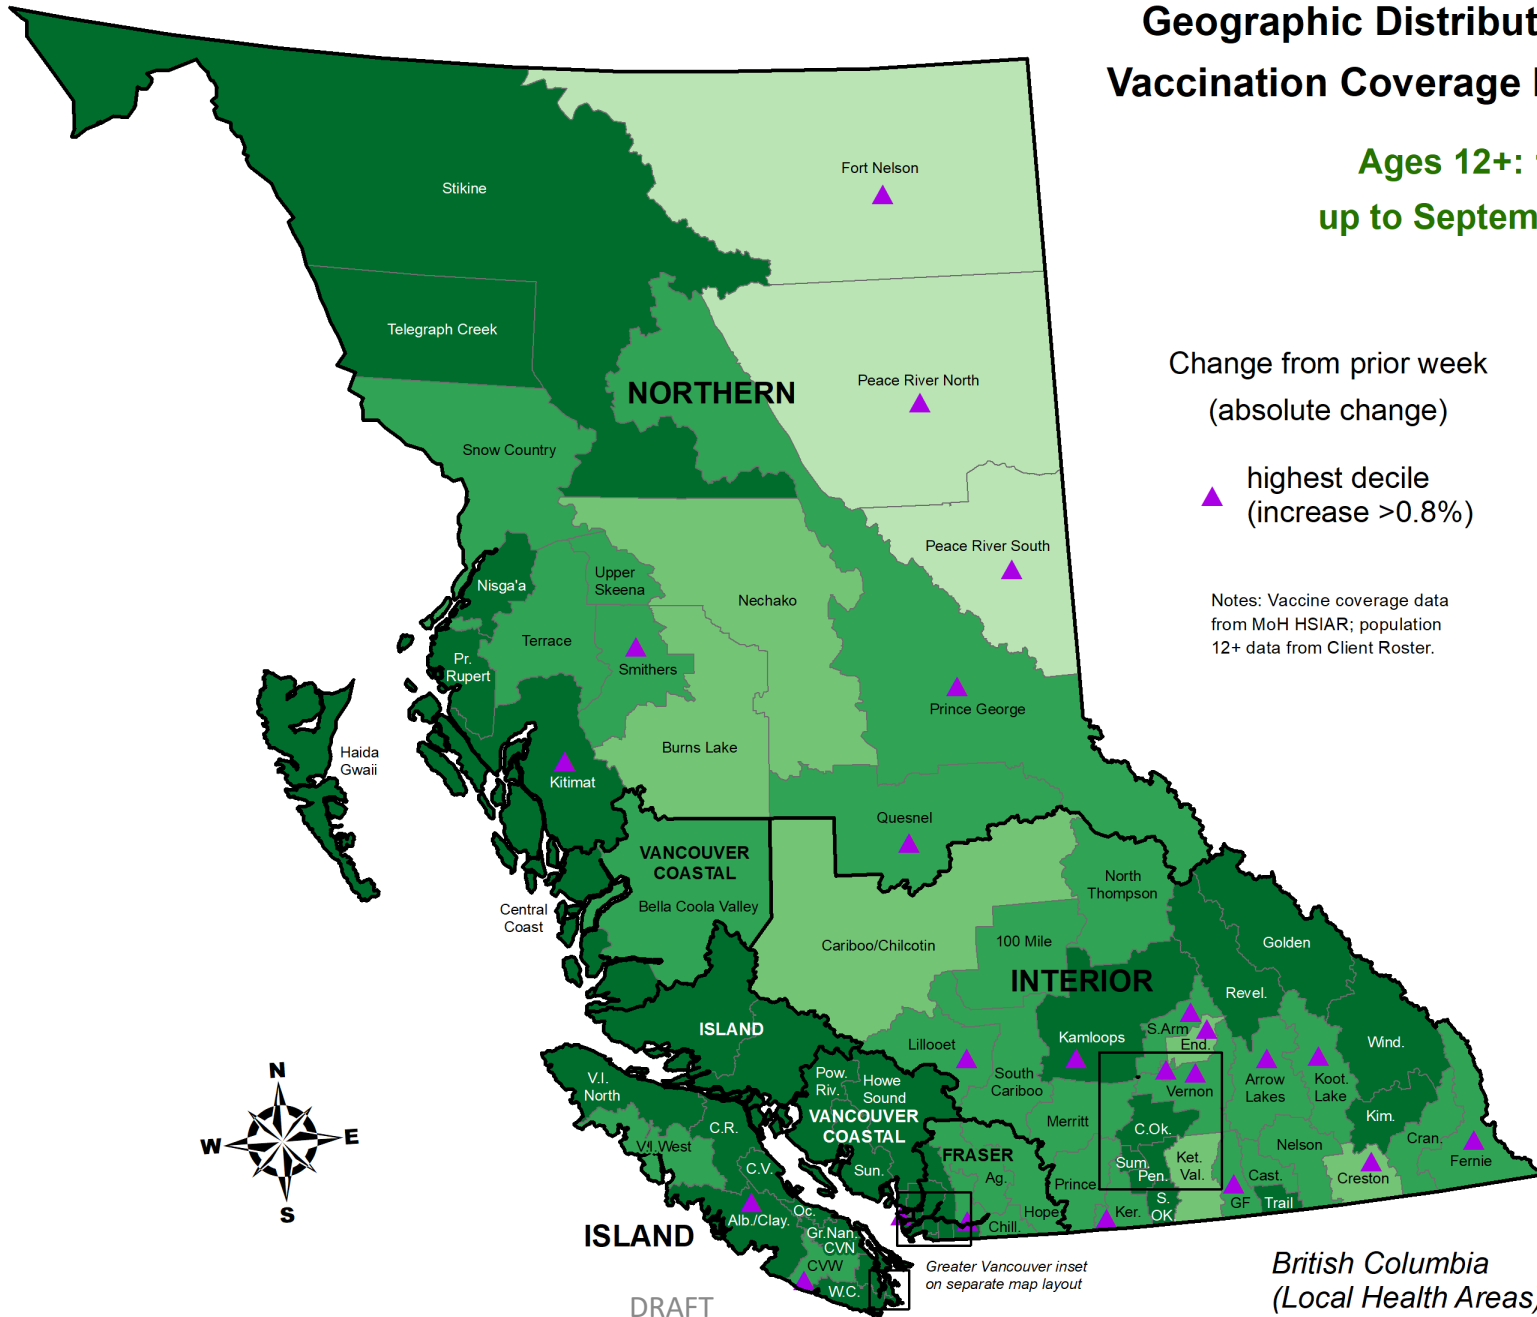 Geographic Distribut
Vaccination Coverage
Ages 12+:
up to Septem
Change from prior week
(absolute change)
highest decile
(increase >0.8%)
Notes: Vaccine coverage data
from MoH HSIAR; population
12+ data from Client Roster.
Fort Nelson
Stikine
Telegraph Creek
NORTHERN
Peace River North
Snow Country
Peace River South
Nisga'a
Upper
Skeena
Nechako
Terrace
Pr.
Rupert
Smithers
Prince George
Haida
Gwaii
Burns Lake
Kitimat
Quesnel
VANCOUVER
COASTAL
Bella Coola Valley
Central
Coast
North
Thompson
Cariboo/Chilcotin
100 Mile
Golden
INTERIOR
Revel.
ISLAND
Lillooet
Kamloops
S.Arm
End.
Wind.
V.I.
North
Pow.
Riv.
Howe
Sound
South
Cariboo
Vernon
Arrow
Lakes
Koot.
Lake
VANCOUVER
COASTAL
Merritt
C.Ok.
Kim.
C.R.
V.I.West
C.V.
Sun.
FRASER
Ag.
Nelson
Cran.
Fernie
Sum.
Pen.
Ket.
Val.
Cast.
Creston
Prince
Hope
Ker.
S.
OK
GF
Trail
Chill.
Alb./Clay.
Oc.
Gr.Nan.
CVN
CVW
W.C.
ISLAND
Greater Vancouver inset
on separate map layout
N
W
E
S
DRAFT
British Columbia
(Local Health Areas)